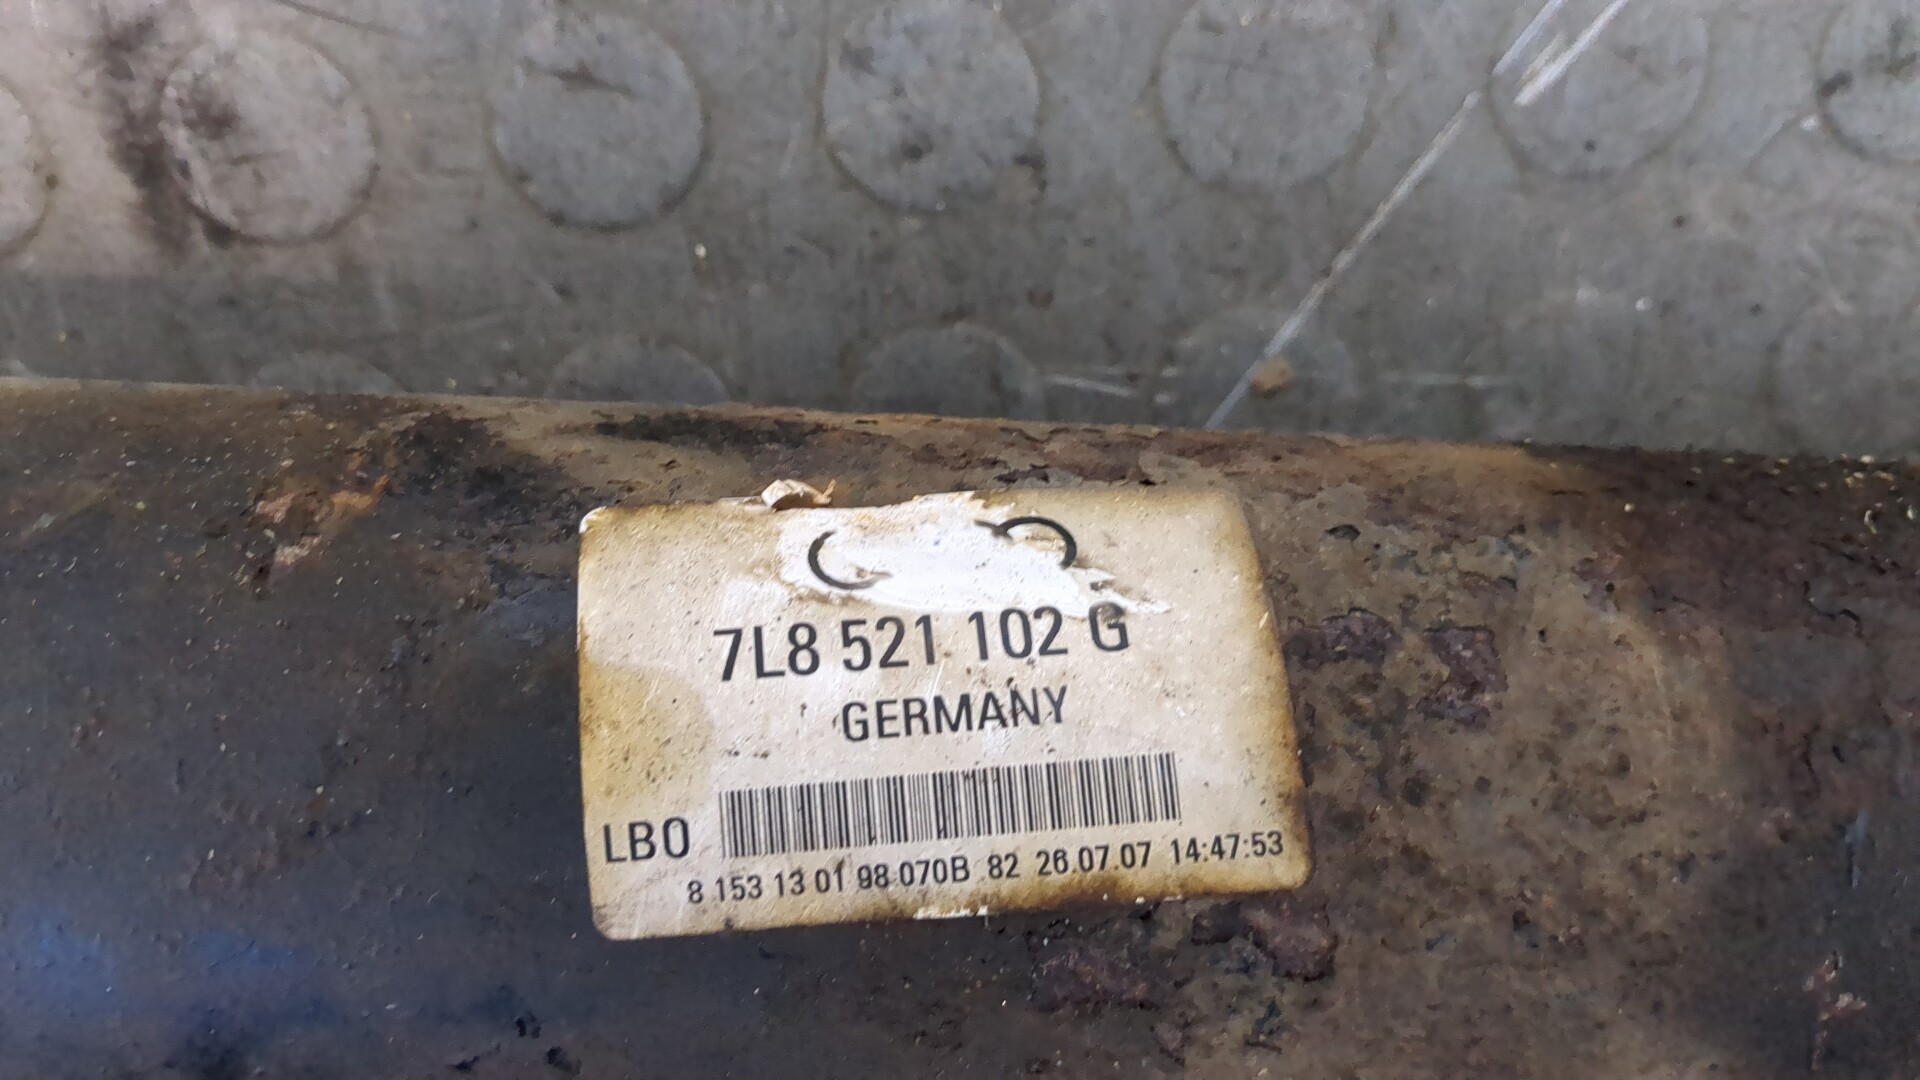 7L8 521 102 G
GERMANY
LBO
8 153 13 01 98 070B 82 26.07.07 14:47:53